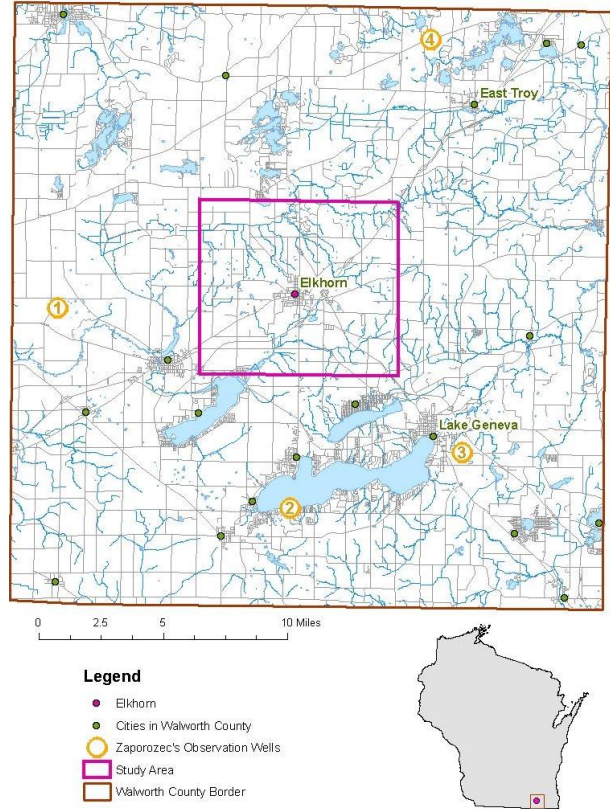 4
East Troy
Elkhorn
1
Lake Geneva
3
2
0 2.5 5 10 Miles
Legend
Elkhorn
Cities in Walworth County
Zaporozec's Observation Wells
Study Area
Walworth County Border